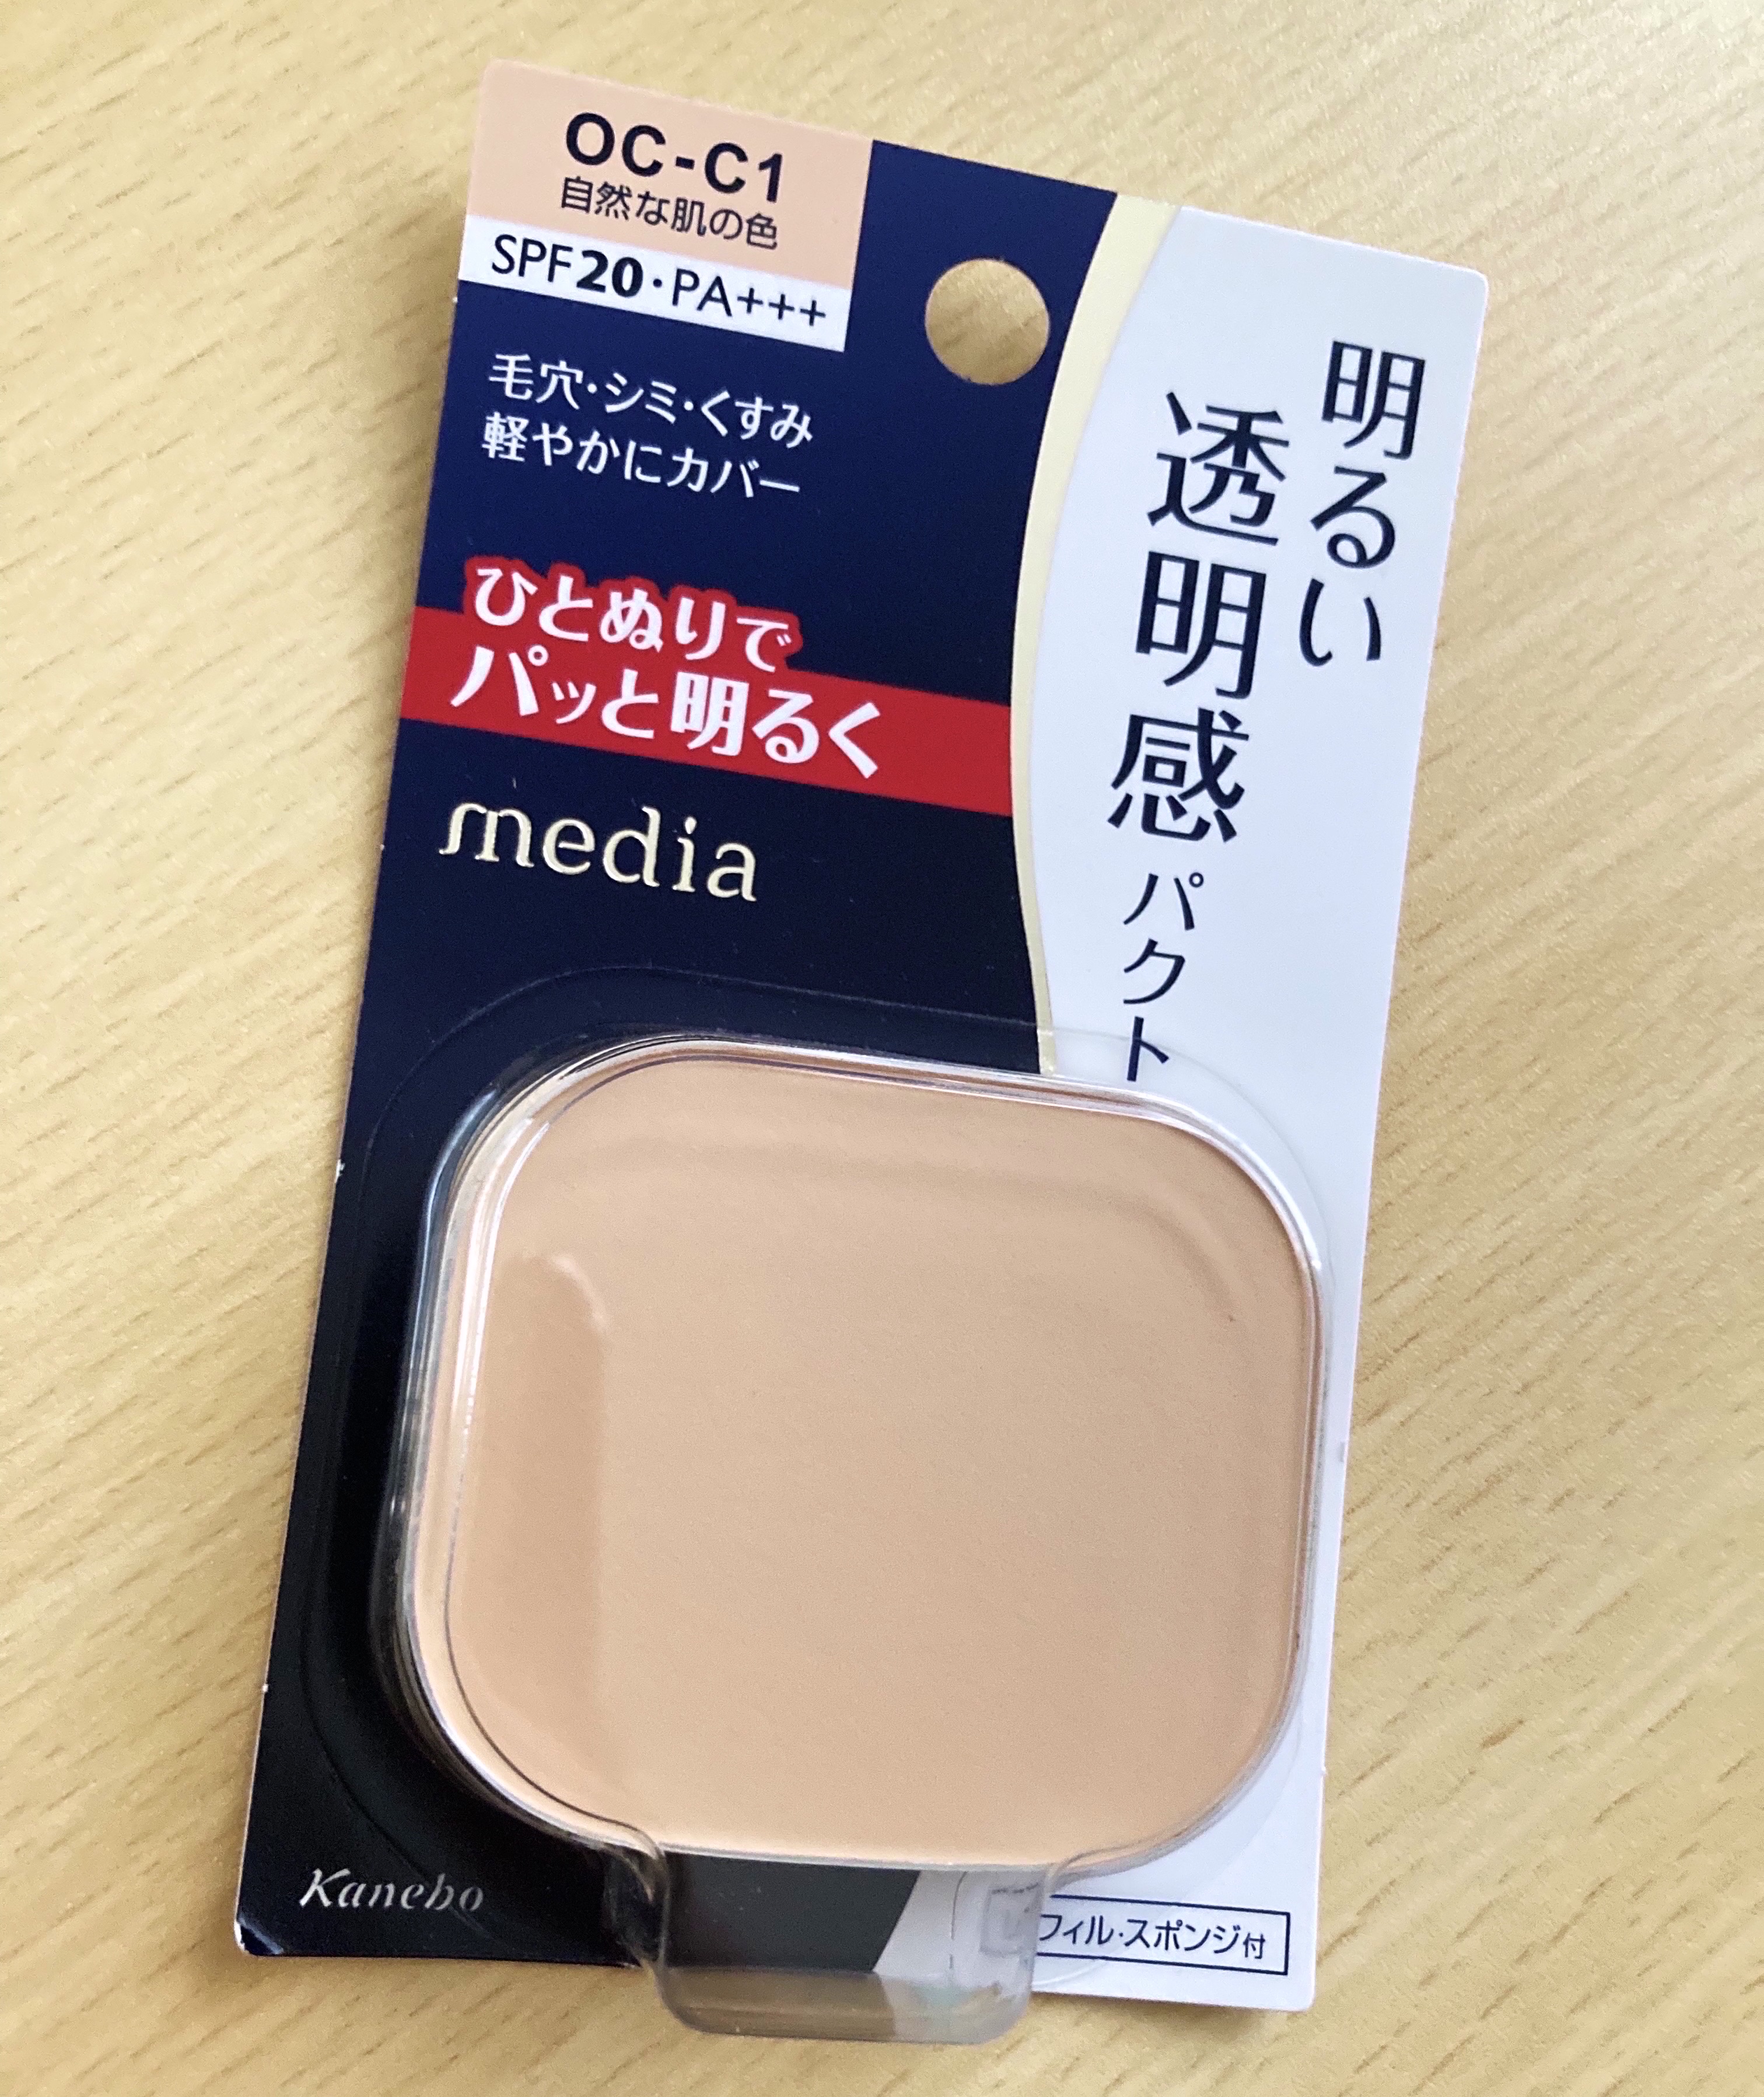 OC-C1
自然な肌の色
SPF20・PA+++
毛穴・シミ・くすみ
軽やかにカバー
ひとぬりで
パッと明るく
media
明るい
透明感パクト
Kanebo
フィル・スポンジ付